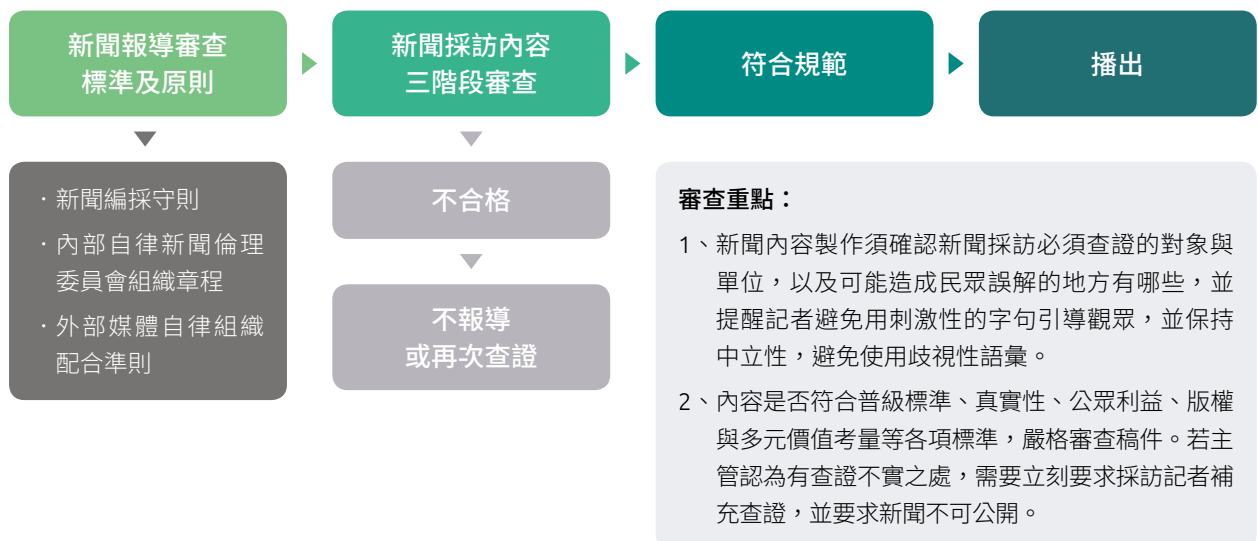 新聞報導審查
標準及原則
新聞採訪內容
三階段審查
符合規範
播出
·新聞編採守則
·內部自律新聞倫理
委員會組織章程
·外部媒體自律組織
配合準則
不合格
不報導
或再次查證
審查重點：
1、新聞內容製作須確認新聞採訪必須查證的對象與
單位，以及可能造成民眾誤解的地方有哪些，並
提醒記者避免用刺激性的字句引導觀眾，並保持
中立性，避免使用歧視性語彙。
2、內容是否符合普級標準、真實性、公眾利益、版權
與多元價值考量等各項標準，嚴格審查稿件。若主
管認為有查證不實之處，需要立刻要求採訪記者補
充查證，並要求新聞不可公開。